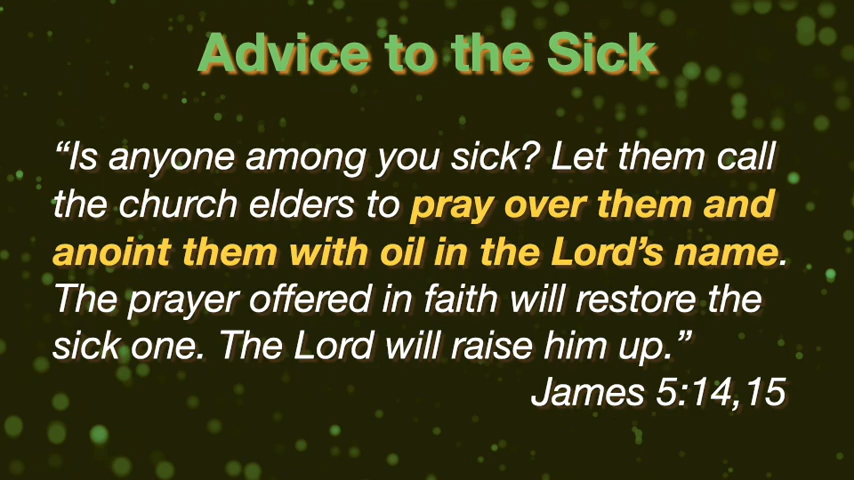 Advice to the Sick
“Is anyone among you sick? Let them call
the church elders to pray over them and
anoint them with oil in the Lord’s name.
The prayer offered in faith will restore the
sick one. The Lord will raise him up.”
James 5:14,15